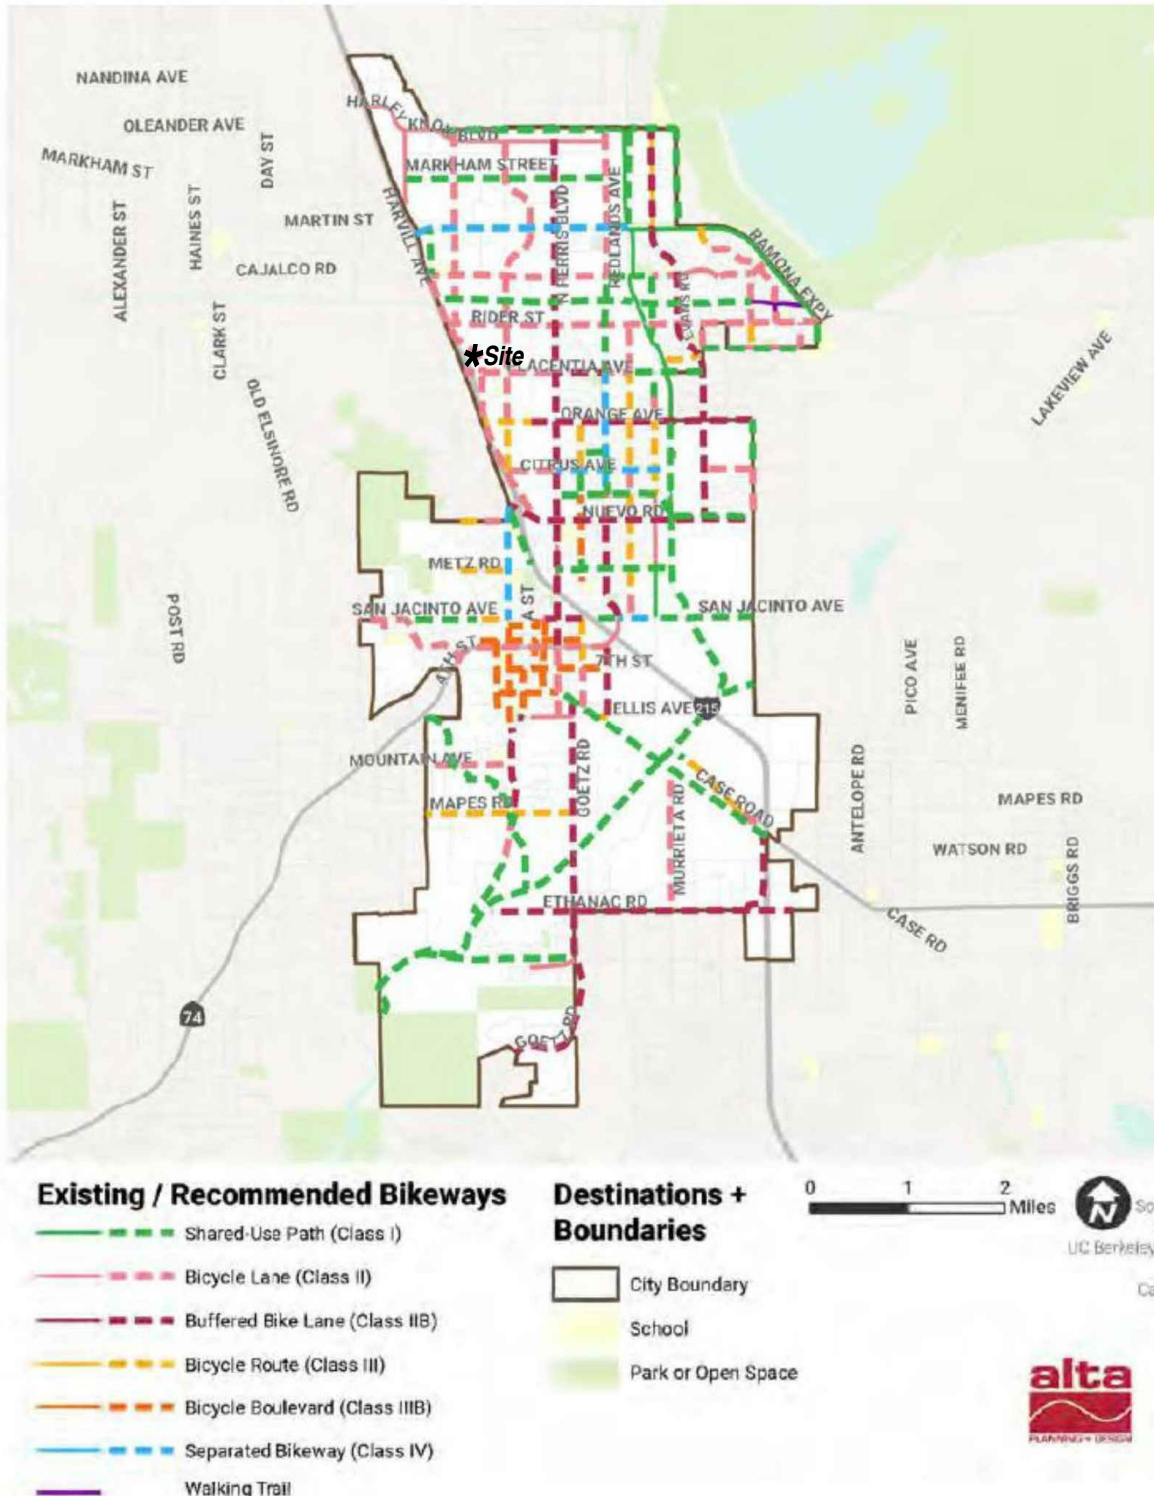 NANDINA AVE
HARLEY KNOX BLVD
OLEANDER AVE
DAY ST
MARKHAM ST
MARKHAM STREET
REDLANDS AVE
N PERRIS BLVD
HAINES ST
ALEXANDER ST
MARTIN ST
HARVILL AVE
RAMONA EXPY
CAJALCO RD
EVANS RD
RIDER ST
CLARK ST
*Site
PLACENTIA AVE
LAKEVIEW AVE
OLD ELSINORE RD
ORANGE AVE
CITRUS AVE
NUEVO RD
METZ RD
A ST
POST RD
SAN JACINTO AVE
SAN JACINTO AVE
4TH ST
7TH ST
PICO AVE
MENIFEE RD
ELLIS AVE
215
MOUNTAIN AVE
GOETZ RD
CASE ROAD
ANTELOPE RD
MAPES RD
MAPES RD
MURRIETA RD
WATSON RD
BRIGGS RD
ETHANAC RD
CASE RD
74
GOETZ RD
Existing / Recommended Bikeways
Shared-Use Path (Class I)
Bicycle Lane (Class II)
Buffered Bike Lane (Class IIB)
Bicycle Route (Class III)
Bicycle Boulevard (Class IIIB)
Separated Bikeway (Class IV)
Walking Trail
Destinations +
Boundaries
City Boundary
School
Park or Open Space
0 1 2 Miles
N
So
UC Berkeley
Ca
alta
PLANNING + DESIGN